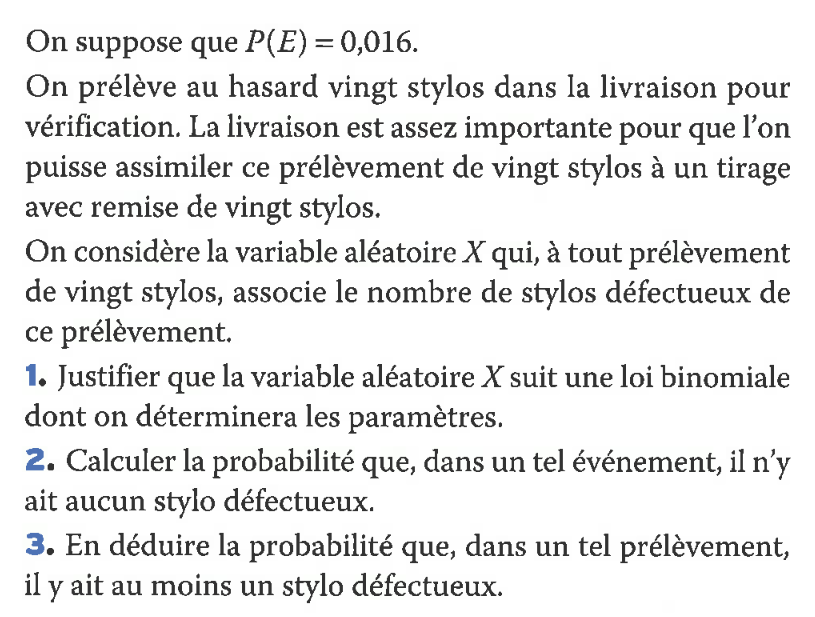 On suppose que P(E) = 0,016.
On prélève au hasard vingt stylos dans la livraison pour
vérification. La livraison est assez importante pour que l'on
puisse assimiler ce prélèvement de vingt stylos à un tirage
avec remise de vingt stylos.
On considère la variable aléatoire X qui, à tout prélèvement
de vingt stylos, associe le nombre de stylos défectueux de
ce prélèvement.
1. Justifier que la variable aléatoire X suit une loi binomiale
dont on déterminera les paramètres.
2. Calculer la probabilité que, dans un tel événement, il n'y
ait aucun stylo défectueux.
3. En déduire la probabilité que, dans un tel prélèvement,
il y ait au moins un stylo défectueux.